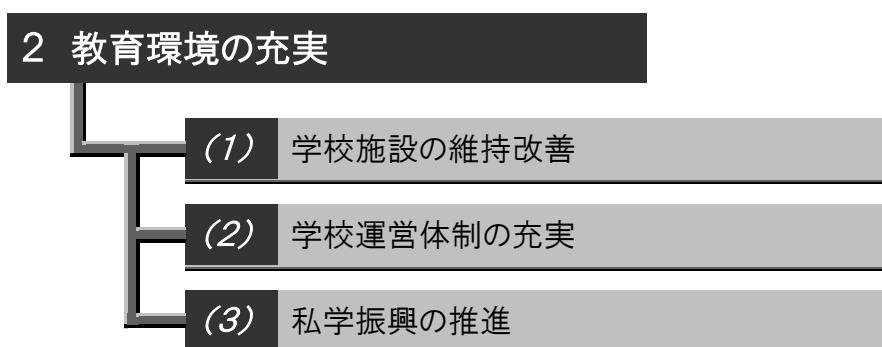 2 教育環境の充実
(1) 学校施設の維持改善
(2) 学校運営体制の充実
(3) 私学振興の推進